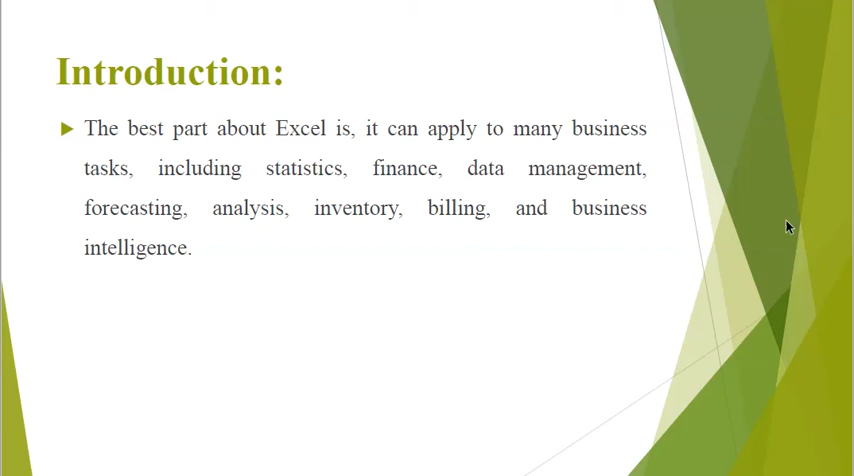 Introduction:
The best part about Excel is, it can apply to many business
tasks, including statistics, finance, data management,
forecasting, analysis, inventory, billing, and business
intelligence.